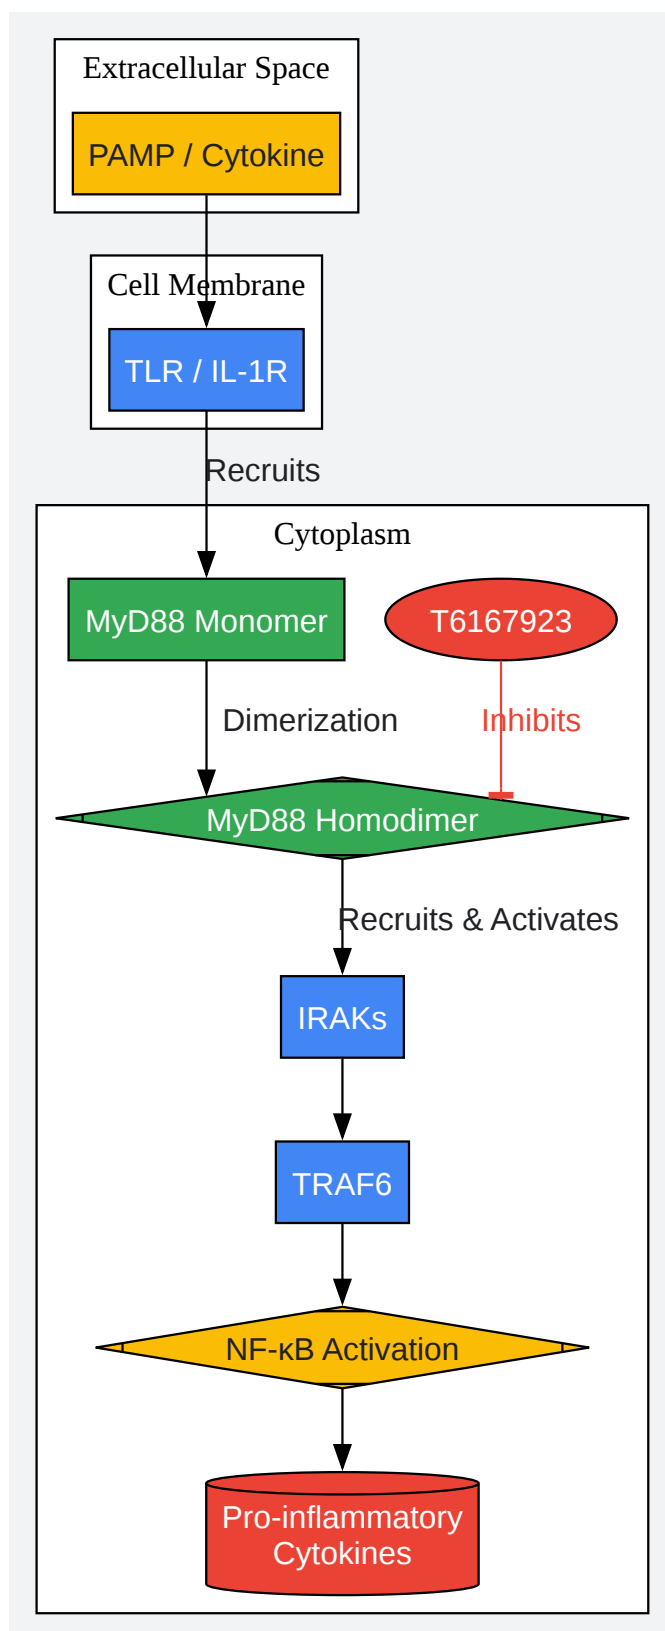 Extracellular Space
PAMP / Cytokine
Cell Membrane
TLR / IL-1R
Recruits
Cytoplasm
MyD88 Monomer
T6167923
Dimerization
Inhibits
MyD88 Homodimer
Recruits & Activates
IRAKs
TRAF6
NF-κB Activation
Pro-inflammatory
Cytokines